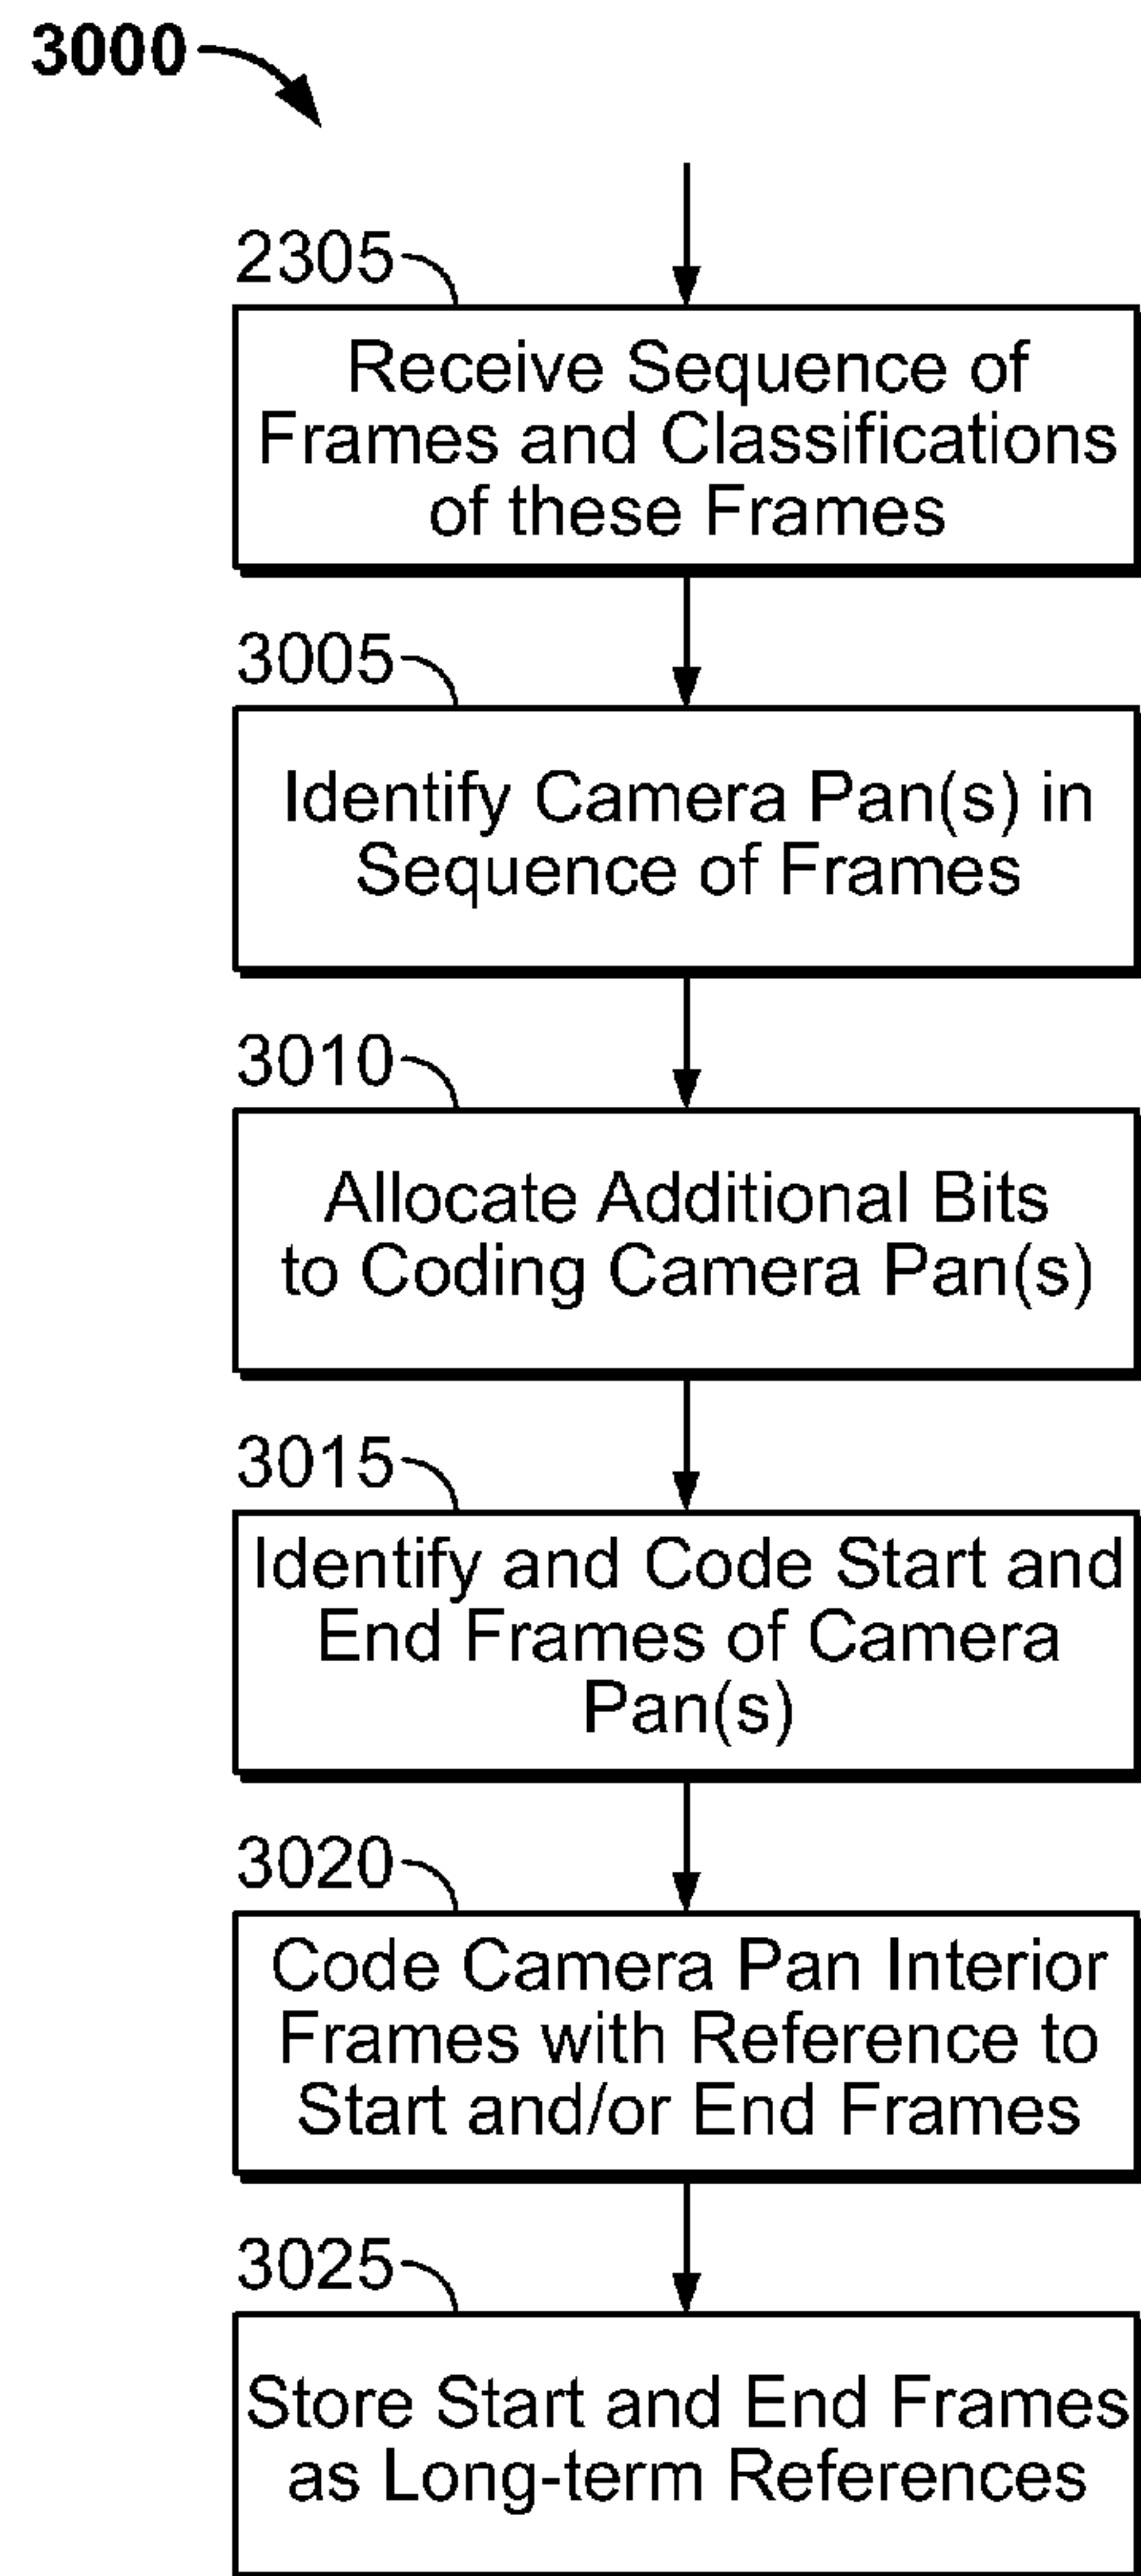 3000
2305
Receive Sequence of
Frames and Classifications
of these Frames
3005
Identify Camera Pan(s) in
Sequence of Frames
3010
Allocate Additional Bits
to Coding Camera Pan(s)
3015
Identify and Code Start and
End Frames of Camera
Pan(s)
3020
Code Camera Pan Interior
Frames with Reference to
Start and/or End Frames
3025
Store Start and End Frames
as Long-term References